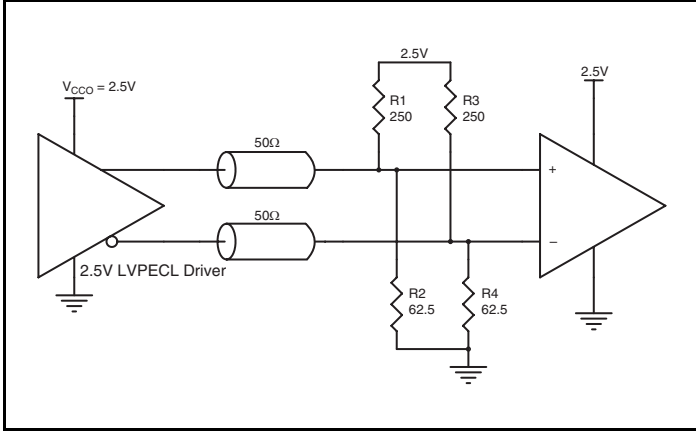 2.5V
V_CCO = 2.5V
2.5V
R1
250
R3
250
50Ω
+
50Ω
–
2.5V LVPECL Driver
R2
62.5
R4
62.5